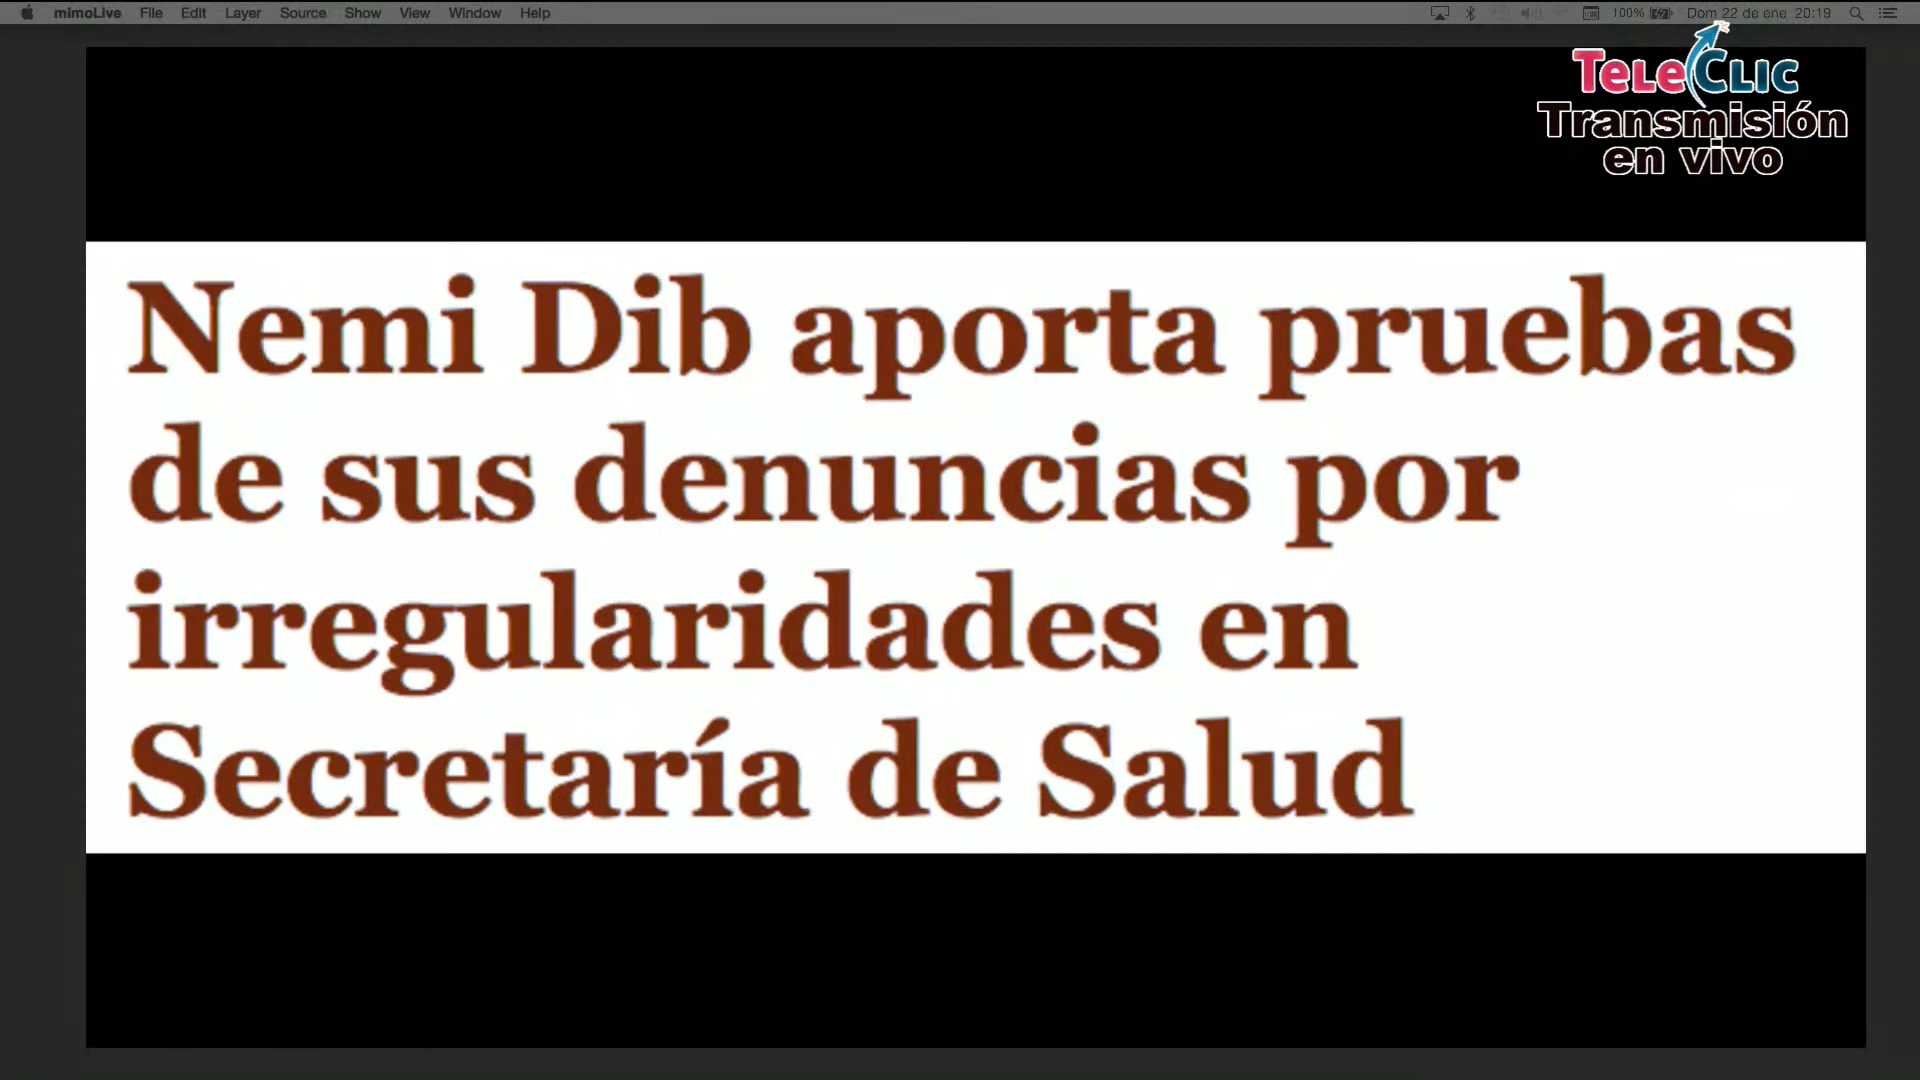 mimoLive File Edit Layer Source Show View Window Help 100% Dom 22 de ene 20:19
TELECLIC
Transmisión
en vivo
Nemi Dib aporta pruebas
de sus denuncias por
irregularidades en
Secretaría de Salud